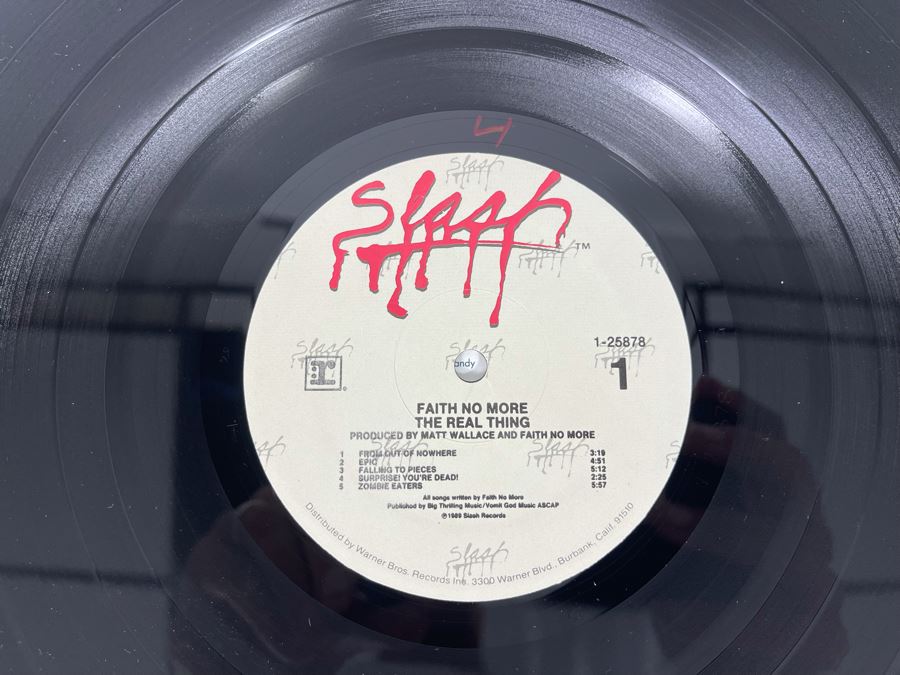 4
Slash
Slash ™
1-25878
r
1
andy
FAITH NO MORE
THE REAL THING
PRODUCED BY MATT WALLACE AND FAITH NO MORE
1 FROM OUT OF NOWHERE 3:19
2 EPIC 4:51
3 FALLING TO PIECES 5:12
4 SURPRISE! YOU'RE DEAD! 2:25
5 ZOMBIE EATERS 5:57
All songs written by Faith No More
Published by Big Thrilling Music/Vomit God Music ASCAP
℗1989 Slash Records
Slash
Distributed by Warner Bros. Records Inc. 3300 Warner Blvd., Burbank, Calif. 91510